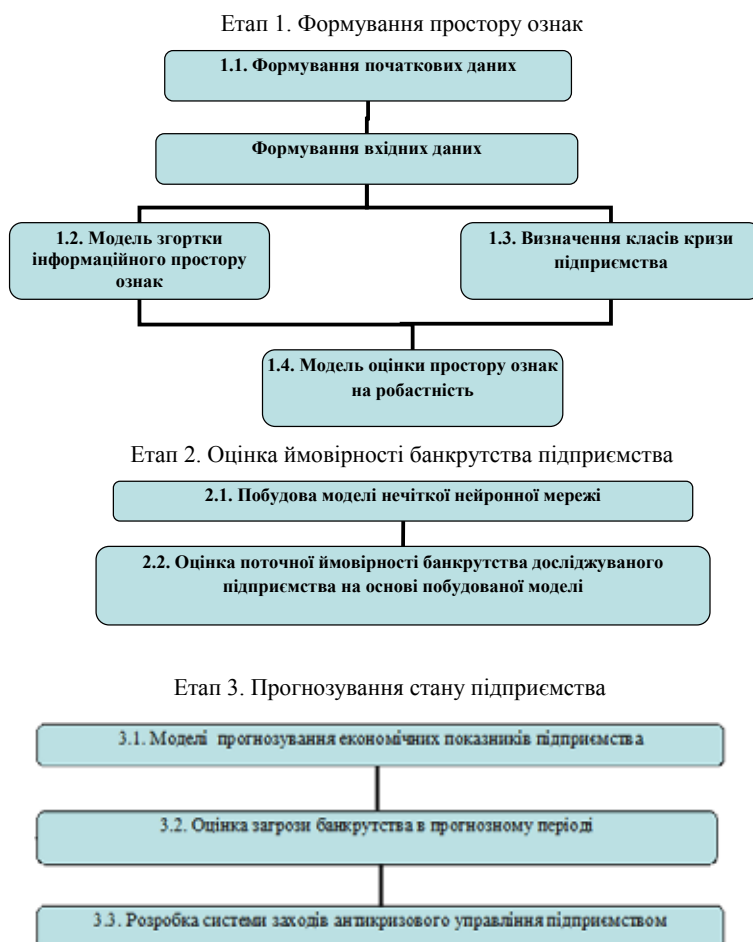 Етап 1. Формування простору ознак
1.1. Формування початкових даних
Формування вхідних даних
1.2. Модель згортки
інформаційного простору
ознак
1.3. Визначення класів кризи
підприємства
1.4. Модель оцінки простору ознак
на робастність
Етап 2. Оцінка ймовірності банкрутства підприємства
2.1. Побудова моделі нечіткої нейронної мережі
2.2. Оцінка поточної ймовірності банкрутства досліджуваного
підприємства на основі побудованої моделі
Етап 3. Прогнозування стану підприємства
3.1. Моделі прогнозування економічних показників підприємства
3.2. Оцінка загрози банкрутства в прогнозному періоді
3.3. Розробка системи заходів антикризового управління підприємством